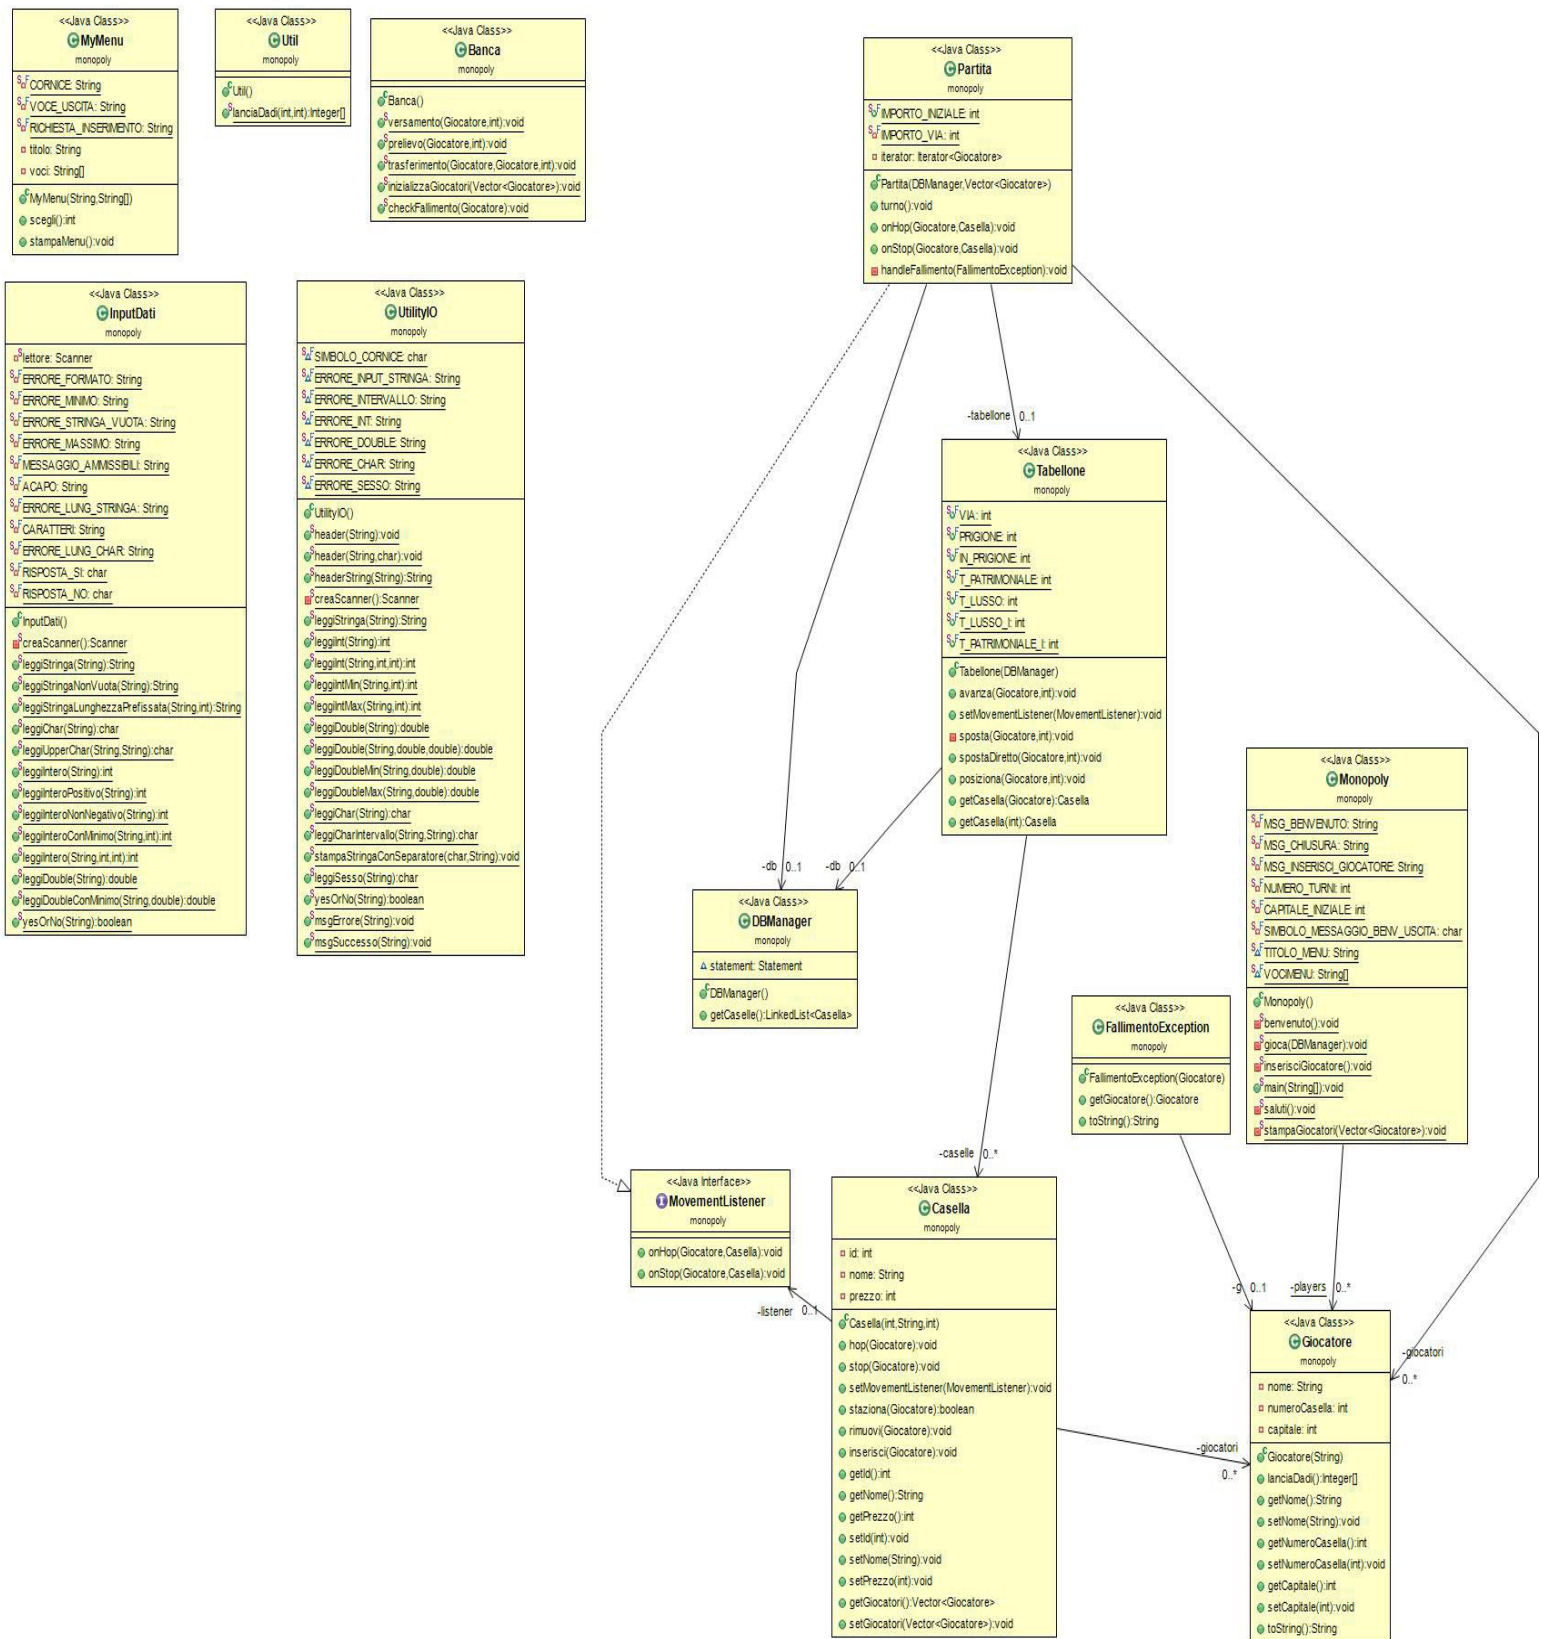 <<Java Class>>
MyMenu
monopoly
CORNICE: String
VOCE_USCITA: String
RICHIESTA_INSERIMENTO: String
titolo: String
voci: String[]
MyMenu(String,String[])
scegli():int
stampaMenu():void
<<Java Class>>
Util
monopoly
Util()
lanciaDadi(int,int):Integer[]
<<Java Class>>
Banca
monopoly
Banca()
versamento(Giocatore,int):void
prelievo(Giocatore,int):void
trasferimento(Giocatore,Giocatore,int):void
inizializzaGiocatori(Vector<Giocatore>):void
checkFallimento(Giocatore):void
<<Java Class>>
Partita
monopoly
IMPORTO_INIZIALE: int
IMPORTO_VIA: int
iterator: Iterator<Giocatore>
Partita(DBManager,Vector<Giocatore>)
turno():void
onHop(Giocatore,Casella):void
onStop(Giocatore,Casella):void
handleFallimento(FallimentoException):void
<<Java Class>>
InputDati
monopoly
lettore: Scanner
ERRORE_FORMATO: String
ERRORE_MINIMO: String
ERRORE_STRINGA_VUOTA: String
ERRORE_MASSIMO: String
MESSAGGIO_AMMISSIBILI: String
ACAPO: String
ERRORE_LUNG_STRINGA: String
CARATTERI: String
ERRORE_LUNG_CHAR: String
RISPOSTA_SI: char
RISPOSTA_NO: char
InputDati()
creaScanner():Scanner
leggiStringa(String):String
leggiStringaNonVuota(String):String
leggiStringaLunghezzaPrefissata(String,int):String
leggiChar(String):char
leggiUpperChar(String,String):char
leggiIntero(String):int
leggiInteroPositivo(String):int
leggiInteroNonNegativo(String):int
leggiInteroConMinimo(String,int):int
leggiIntero(String,int,int):int
leggiDouble(String):double
leggiDoubleConMinimo(String,double):double
yesOrNo(String):boolean
<<Java Class>>
UtilityIO
monopoly
SIMBOLO_CORNICE: char
ERRORE_INPUT_STRINGA: String
ERRORE_INTERVALLO: String
ERRORE_INT: String
ERRORE_DOUBLE: String
ERRORE_CHAR: String
ERRORE_SESSO: String
UtilityIO()
header(String):void
header(String,char):void
headerString(String):String
creaScanner():Scanner
leggiStringa(String):String
leggiInt(String):int
leggiInt(String,int,int):int
leggiIntMin(String,int):int
leggiIntMax(String,int):int
leggiDouble(String):double
leggiDouble(String,double,double):double
leggiDoubleMin(String,double):double
leggiDoubleMax(String,double):double
leggiChar(String):char
leggiCharIntervallo(String,String):char
stampaStringaConSeparatore(char,String):void
leggiSesso(String):char
yesOrNo(String):boolean
msgErrore(String):void
msgSuccesso(String):void
-tabellone 0..1
<<Java Class>>
Tabellone
monopoly
VIA: int
PRIGIONE: int
IN_PRIGIONE: int
T_PATRIMONIALE: int
T_LUSSO: int
T_LUSSO_I: int
T_PATRIMONIALE_I: int
Tabellone(DBManager)
avanza(Giocatore,int):void
setMovementListener(MovementListener):void
sposta(Giocatore,int):void
spostaDiretto(Giocatore,int):void
posiziona(Giocatore,int):void
getCasella(Giocatore):Casella
getCasella(int):Casella
-db 0..1
-db 0..1
<<Java Class>>
DBManager
monopoly
statement: Statement
DBManager()
getCaselle():LinkedList<Casella>
<<Java Class>>
Monopoly
monopoly
MSG_BENVENUTO: String
MSG_CHIUSURA: String
MSG_INSERISCI_GIOCATORE: String
NUMERO_TURNI: int
CAPITALE_INIZIALE: int
SIMBOLO_MESSAGGIO_BENV_USCITA: char
TITOLO_MENU: String
VOCIMENU: String[]
Monopoly()
benvenuto():void
gioca(DBManager):void
inserisciGiocatore():void
main(String[]):void
saluti():void
stampaGiocatori(Vector<Giocatore>):void
<<Java Class>>
FallimentoException
monopoly
FallimentoException(Giocatore)
getGiocatore():Giocatore
toString():String
-caselle 0..*
<<Java Interface>>
MovementListener
monopoly
onHop(Giocatore,Casella):void
onStop(Giocatore,Casella):void
-listener 0..1
<<Java Class>>
Casella
monopoly
id: int
nome: String
prezzo: int
Casella(int,String,int)
hop(Giocatore):void
stop(Giocatore):void
setMovementListener(MovementListener):void
staziona(Giocatore):boolean
rimuovi(Giocatore):void
inserisci(Giocatore):void
getId():int
getNome():String
getPrezzo():int
setId(int):void
setNome(String):void
setPrezzo(int):void
getGiocatori():Vector<Giocatore>
setGiocatori(Vector<Giocatore>):void
-g 0..1
-players 0..*
-giocatori
0..*
-giocatori
0..*
<<Java Class>>
Giocatore
monopoly
nome: String
numeroCasella: int
capitale: int
Giocatore(String)
lanciaDadi():Integer[]
getNome():String
setNome(String):void
getNumeroCasella():int
setNumeroCasella(int):void
getCapitale():int
setCapitale(int):void
toString():String